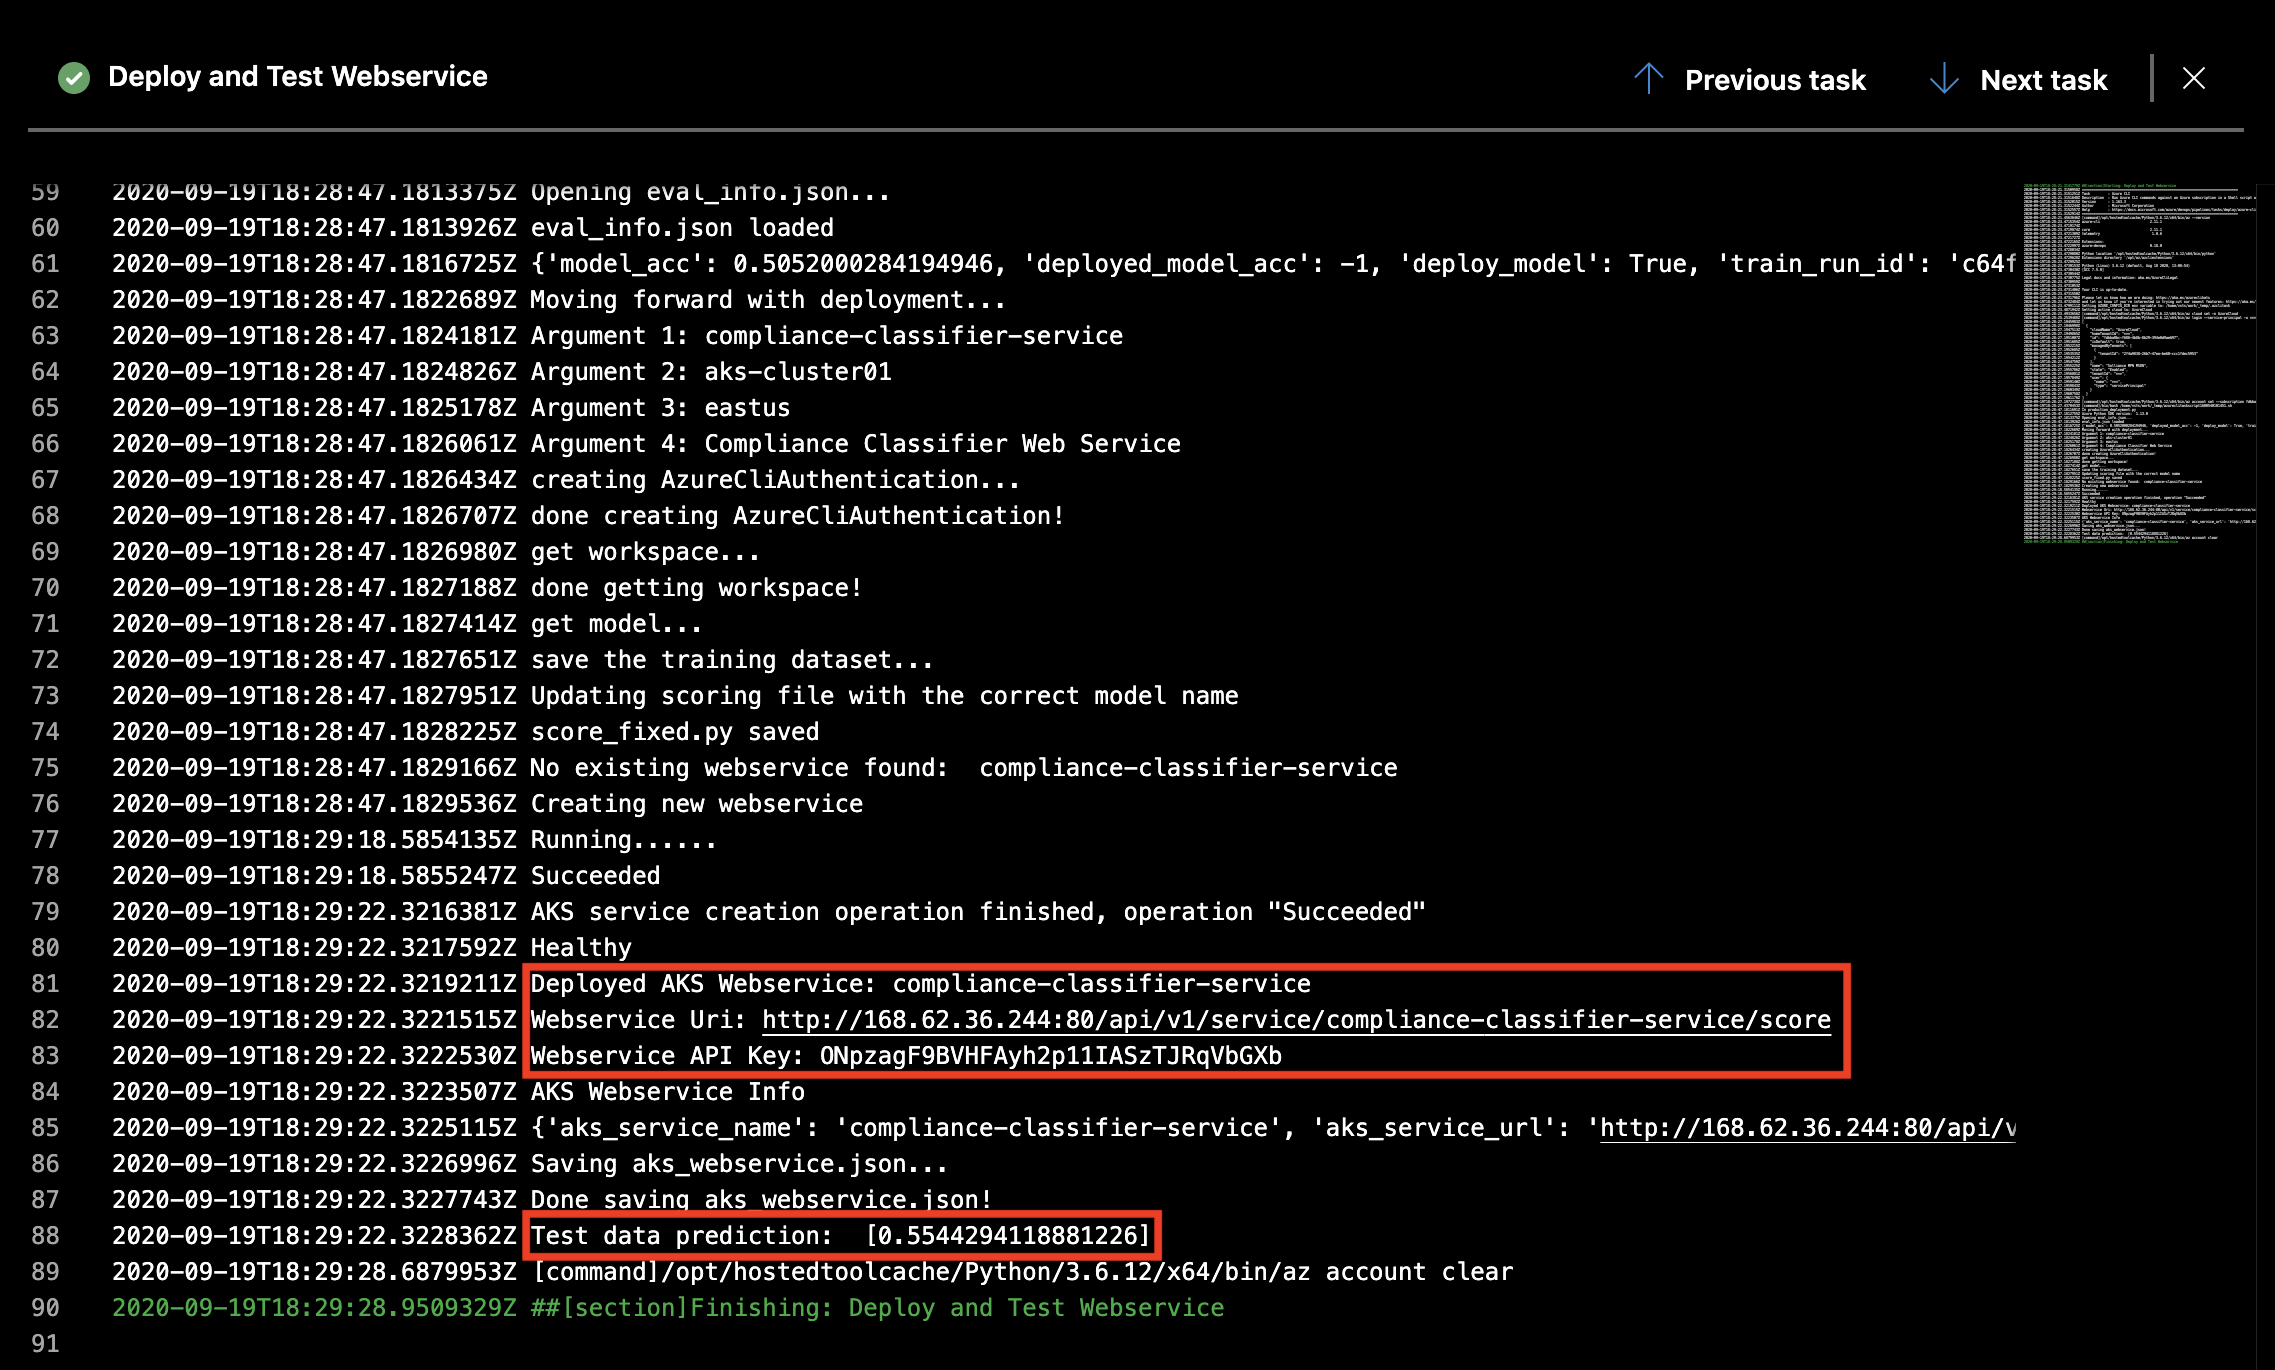 Deploy and Test Webservice
Previous task
Next task
59 2020-09-19T18:28:47.1813375Z Opening eval_info.json...
60 2020-09-19T18:28:47.1813926Z eval_info.json loaded
61 2020-09-19T18:28:47.1816725Z {'model_acc': 0.5052000284194946, 'deployed_model_acc': -1, 'deploy_model': True, 'train_run_id': 'c64f
62 2020-09-19T18:28:47.1822689Z Moving forward with deployment...
63 2020-09-19T18:28:47.1824181Z Argument 1: compliance-classifier-service
64 2020-09-19T18:28:47.1824826Z Argument 2: aks-cluster01
65 2020-09-19T18:28:47.1825178Z Argument 3: eastus
66 2020-09-19T18:28:47.1826061Z Argument 4: Compliance Classifier Web Service
67 2020-09-19T18:28:47.1826434Z creating AzureCliAuthentication...
68 2020-09-19T18:28:47.1826707Z done creating AzureCliAuthentication!
69 2020-09-19T18:28:47.1826980Z get workspace...
70 2020-09-19T18:28:47.1827188Z done getting workspace!
71 2020-09-19T18:28:47.1827414Z get model...
72 2020-09-19T18:28:47.1827651Z save the training dataset...
73 2020-09-19T18:28:47.1827951Z Updating scoring file with the correct model name
74 2020-09-19T18:28:47.1828225Z score_fixed.py saved
75 2020-09-19T18:28:47.1829166Z No existing webservice found:  compliance-classifier-service
76 2020-09-19T18:28:47.1829536Z Creating new webservice
77 2020-09-19T18:29:18.5854135Z Running......
78 2020-09-19T18:29:18.5855247Z Succeeded
79 2020-09-19T18:29:22.3216381Z AKS service creation operation finished, operation "Succeeded"
80 2020-09-19T18:29:22.3217592Z Healthy
81 2020-09-19T18:29:22.3219211Z Deployed AKS Webservice: compliance-classifier-service
82 2020-09-19T18:29:22.3221515Z Webservice Uri: http://168.62.36.244:80/api/v1/service/compliance-classifier-service/score
83 2020-09-19T18:29:22.3222530Z Webservice API Key: ONpzagF9BVHFAyh2p11IASzTJRqVbGXb
84 2020-09-19T18:29:22.3223507Z AKS Webservice Info
85 2020-09-19T18:29:22.3225115Z {'aks_service_name': 'compliance-classifier-service', 'aks_service_url': 'http://168.62.36.244:80/api/v
86 2020-09-19T18:29:22.3226996Z Saving aks_webservice.json...
87 2020-09-19T18:29:22.3227743Z Done saving aks_webservice.json!
88 2020-09-19T18:29:22.3228362Z Test data prediction:  [0.5544294118881226]
89 2020-09-19T18:29:28.6879953Z [command]/opt/hostedtoolcache/Python/3.6.12/x64/bin/az account clear
90 2020-09-19T18:29:28.9509329Z ##[section]Finishing: Deploy and Test Webservice
91